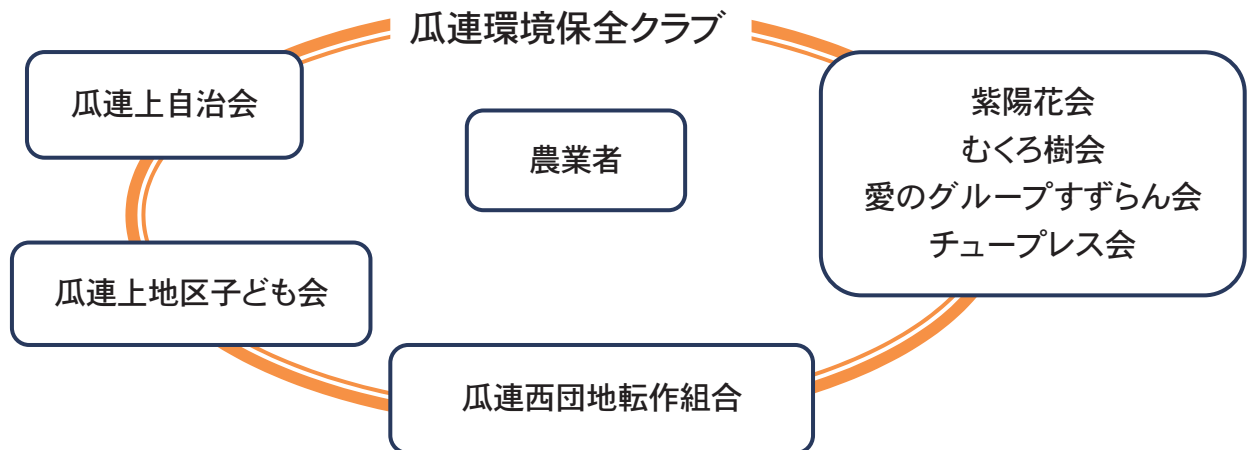 瓜連環境保全クラブ
瓜連上自治会
農業者
紫陽花会
むくろ樹会
愛のグループすずらん会
チュープレス会
瓜連上地区子ども会
瓜連西団地転作組合